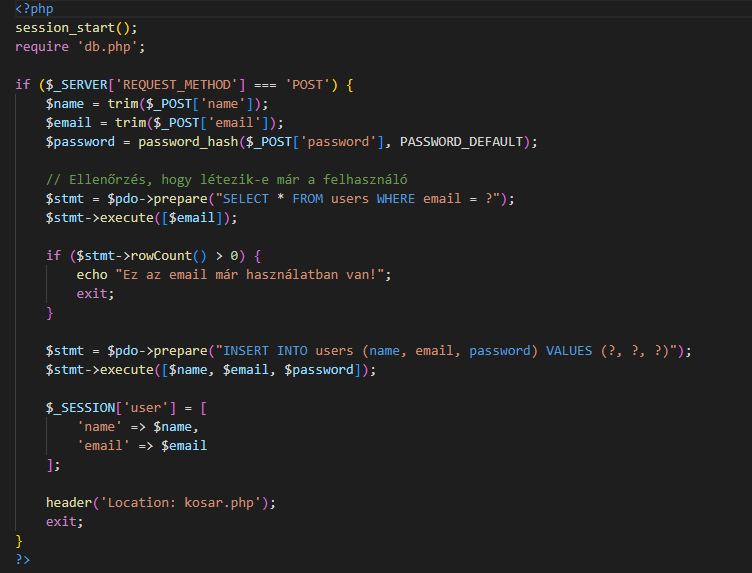 <?php
session_start();
require 'db.php';
if ($_SERVER['REQUEST_METHOD'] === 'POST') {
$name = trim($_POST['name']);
$email = trim($_POST['email']);
$password = password_hash($_POST['password'], PASSWORD_DEFAULT);
// Ellenőrzés, hogy létezik-e már a felhasználó
$stmt = $pdo->prepare("SELECT * FROM users WHERE email = ?");
$stmt->execute([$email]);
if ($stmt->rowCount() > 0) {
echo "Ez az email már használatban van!";
exit;
}
$stmt = $pdo->prepare("INSERT INTO users (name, email, password) VALUES (?, ?, ?)");
$stmt->execute([$name, $email, $password]);
$_SESSION['user'] = [
'name' => $name,
'email' => $email
];
header('Location: kosar.php');
exit;
}
?>